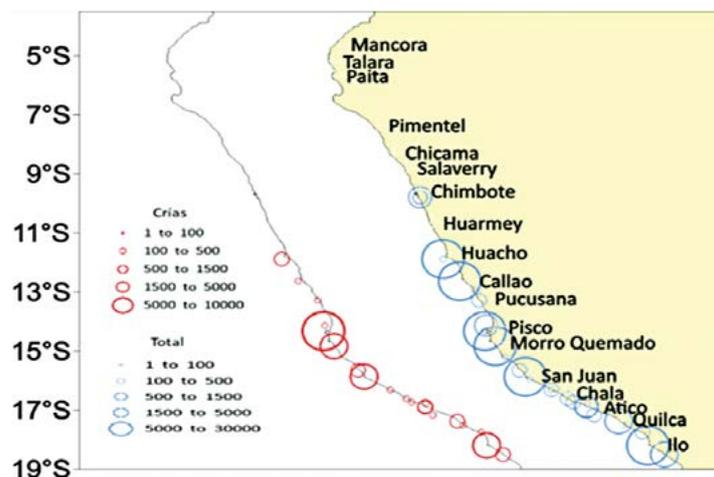 5°S
7°S
9°S
11°S
13°S
15°S
17°S
19°S
Mancora
Talara
Paita
Pimentel
Chicama
Salaverry
Chimbote
Huarmey
Huacho
Callao
Pucusana
Pisco
Morro Quemado
San Juan
Chala
Atico
Quilca
Ilo
Crías
1 to 100
100 to 500
500 to 1500
1500 to 5000
5000 to 10000
Total
1 to 100
100 to 500
500 to 1500
1500 to 5000
5000 to 30000